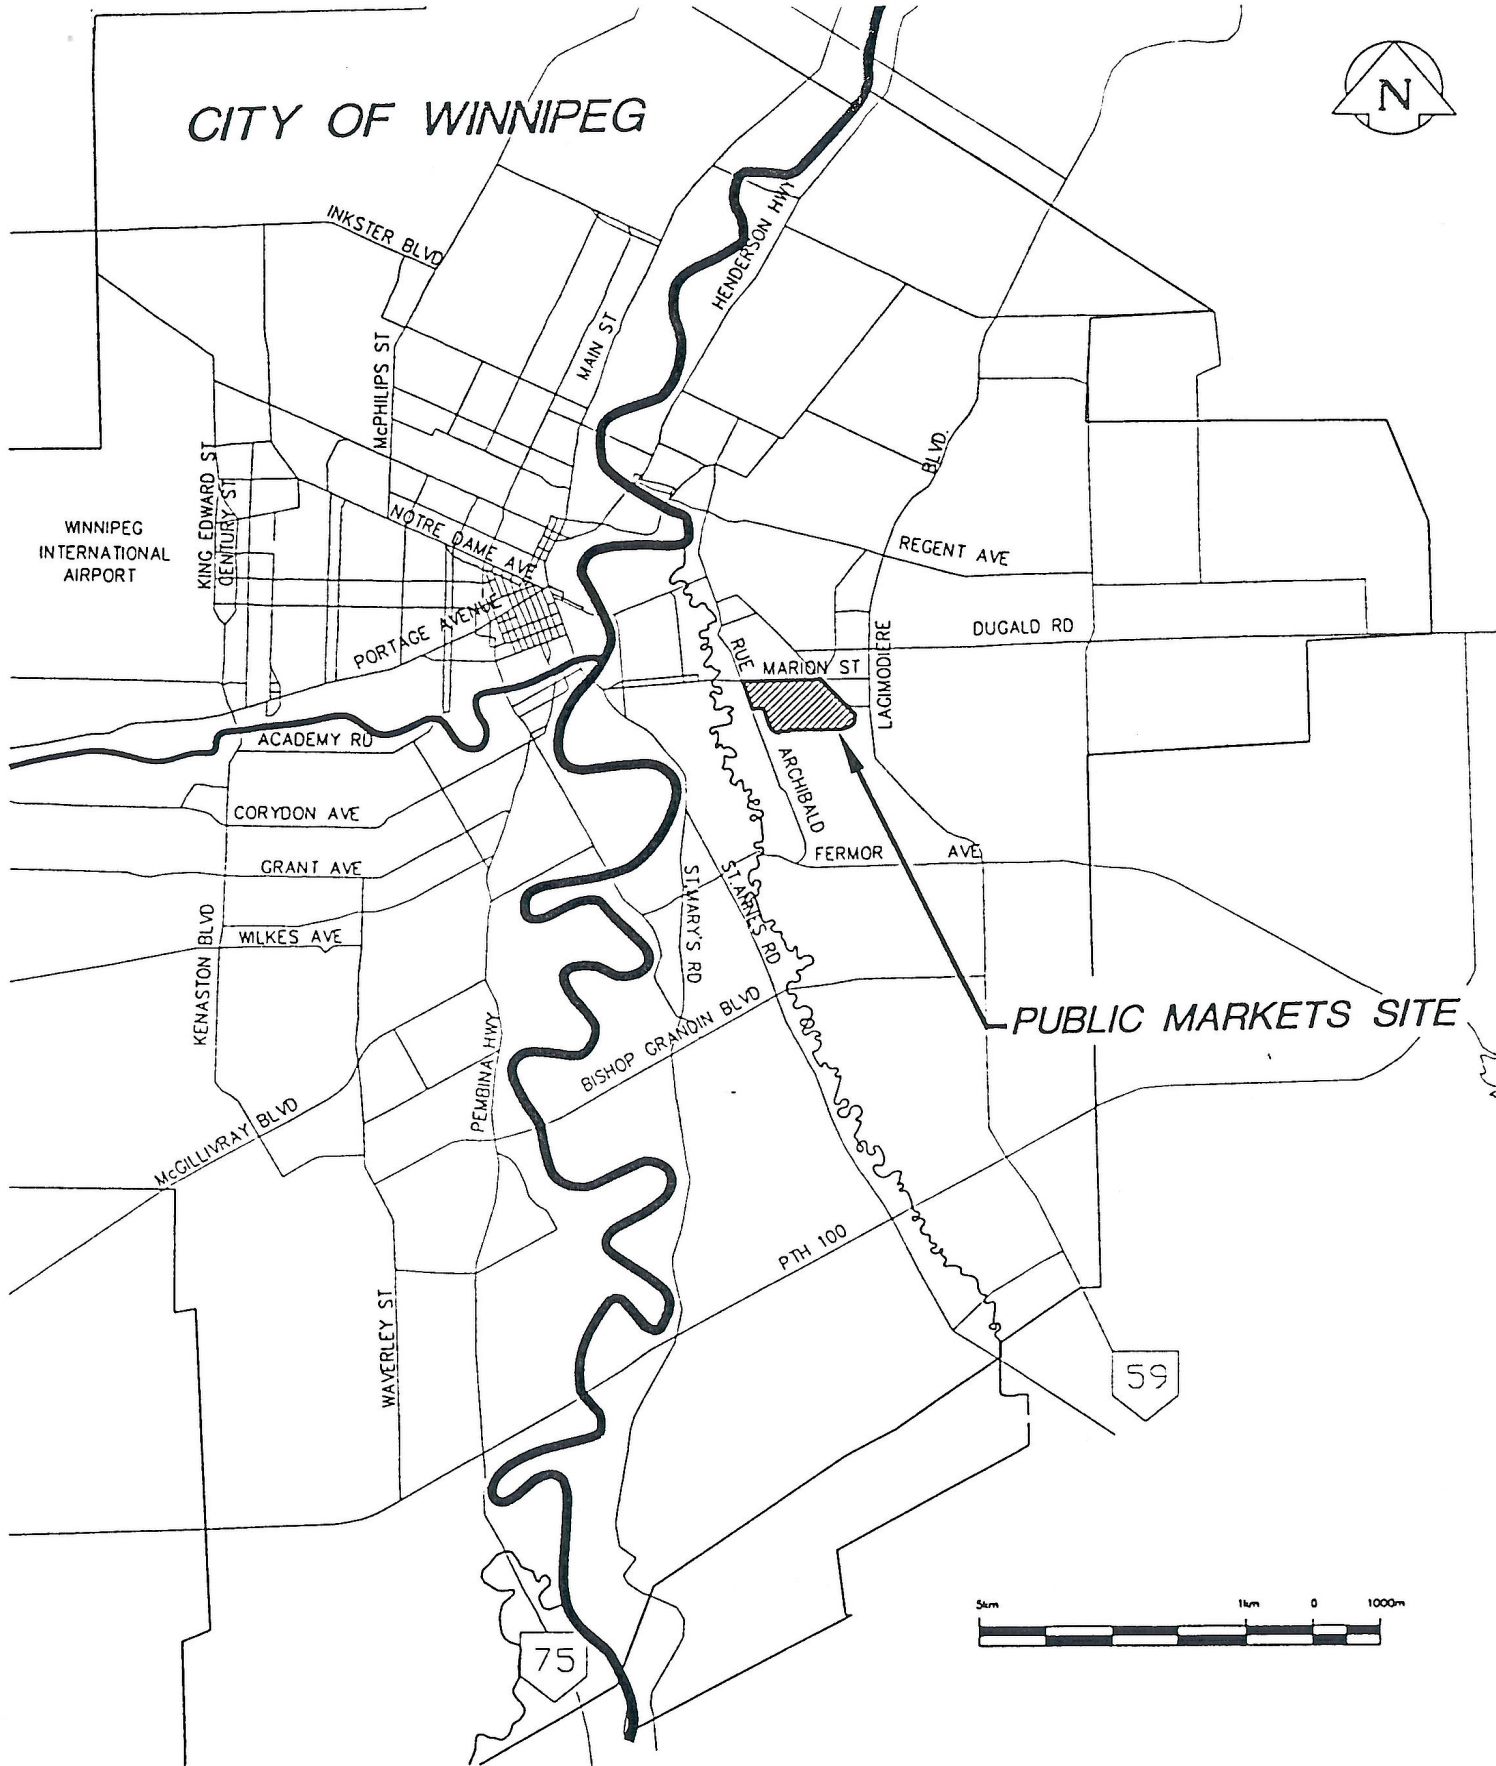 CITY OF WINNIPEG
N
INKSTER BLVD
HENDERSON HWY
MAIN ST
McPHILIPS ST
BLVD.
KING EDWARD ST
CENTURY ST
NOTRE DAME AVE
WINNIPEG
INTERNATIONAL
AIRPORT
REGENT AVE
PORTAGE AVENUE
DUGALD RD
RUE
MARION ST
LAGIMODIERE
ACADEMY RD
ARCHIBALD
CORYDON AVE
FERMOR AVE
GRANT AVE
ST.MARY'S RD
ST.ANNES RD
KENASTON BLVD
WILKES AVE
PUBLIC MARKETS SITE
PEMBINA HWY
BISHOP GRANDIN BLVD
McGILLIVRAY BLVD
PTH 100
WAVERLEY ST
59
75
5km 1km 0 1000m